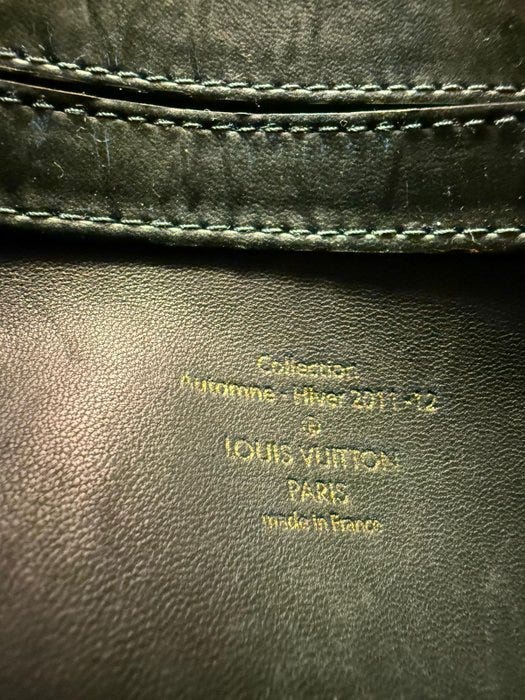 Collection
Automne - Hiver 2011-12
®
LOUIS VUITTON
PARIS
made in France